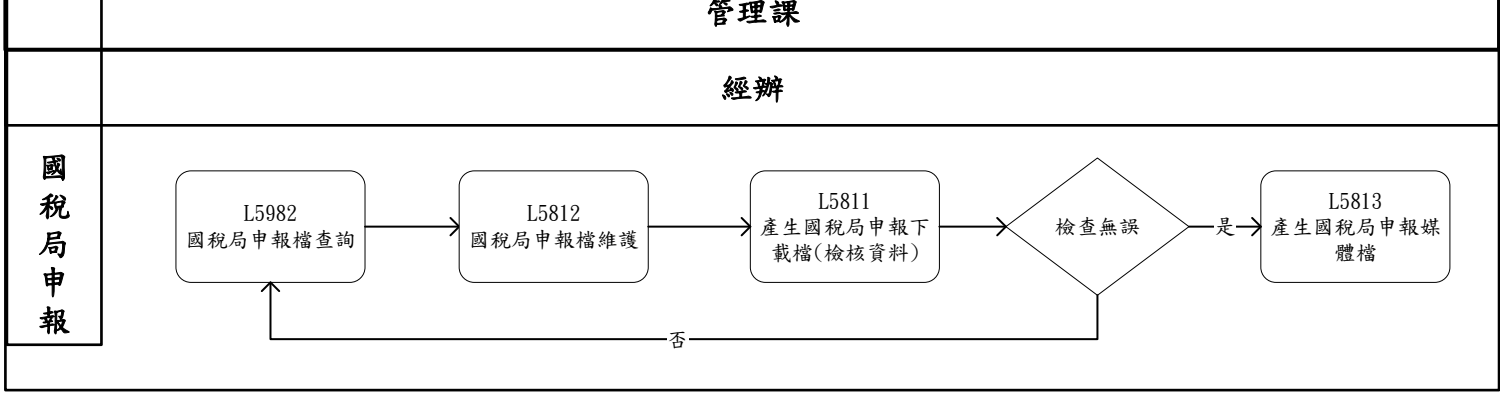 管理課
經辦
國
稅
局
申
報
L5982
國稅局申報檔查詢
L5812
國稅局申報檔維護
L5811
產生國稅局申報下
載檔(檢核資料)
檢查無誤
是
L5813
產生國稅局申報媒
體檔
否